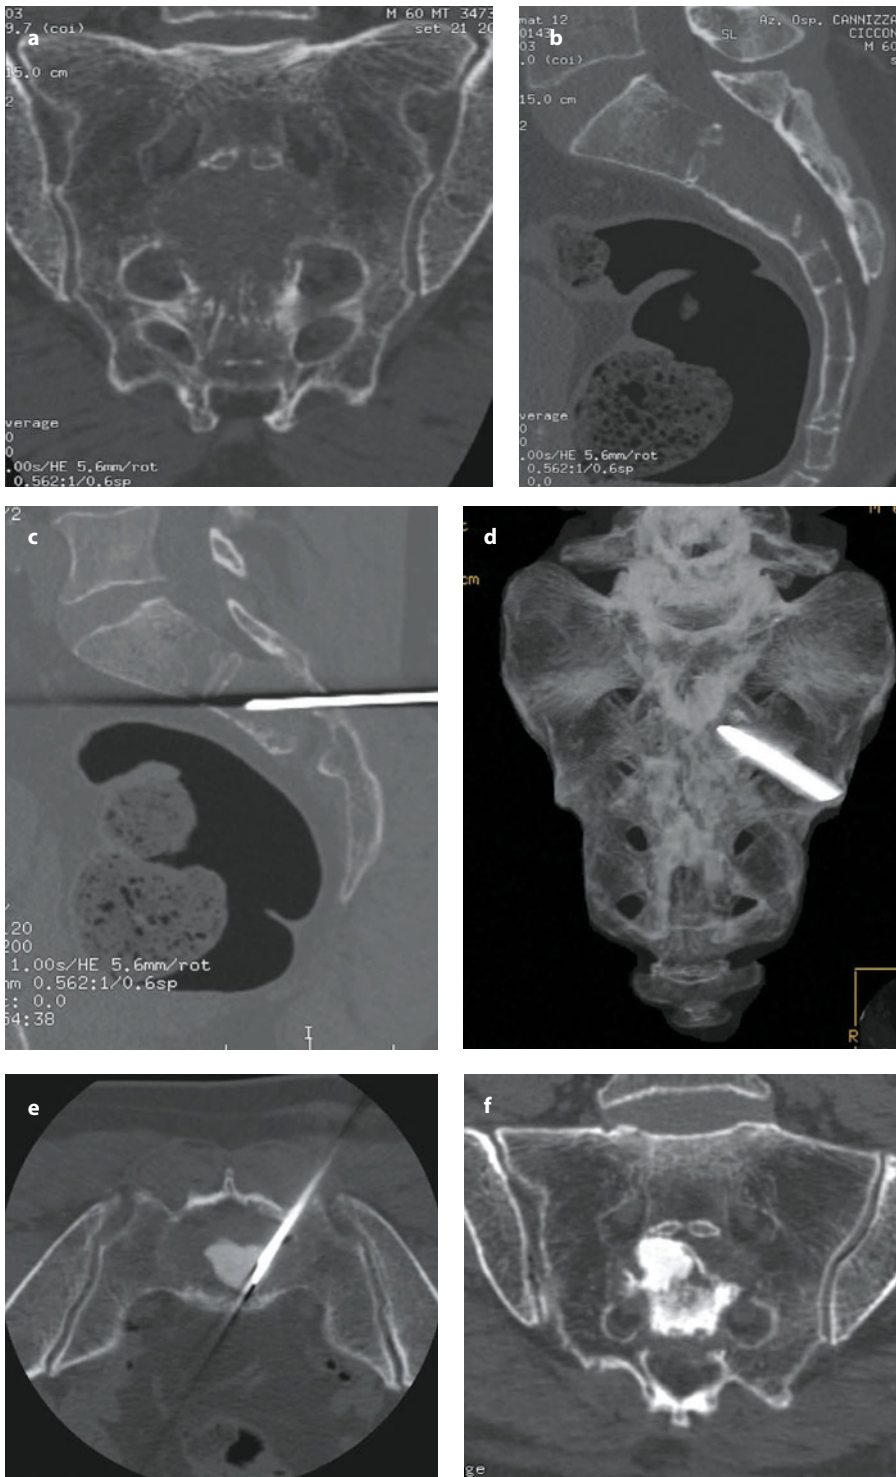 03
9.7 (coi)
a
M 60 MT 3473
set 21 20
15.0 cm
2
verage
0
0
.00s/HE 5.6mm/rot
0.562:1/0.6sp
mat 12
0143
03
.0 (coi)
b
SL
Az. Osp. CANNIZZA
CICCON
M 60
s
15.0 cm
2
verage
0
0
.00s/HE 5.6mm/rot
0.562:1/0.6sp
0.0
/2
c
.20
200
1.00s/HE 5.6mm/rot
nm 0.562:1/0.6sp
t: 0.0
54:38
I
d
cm
R
e
f
ge